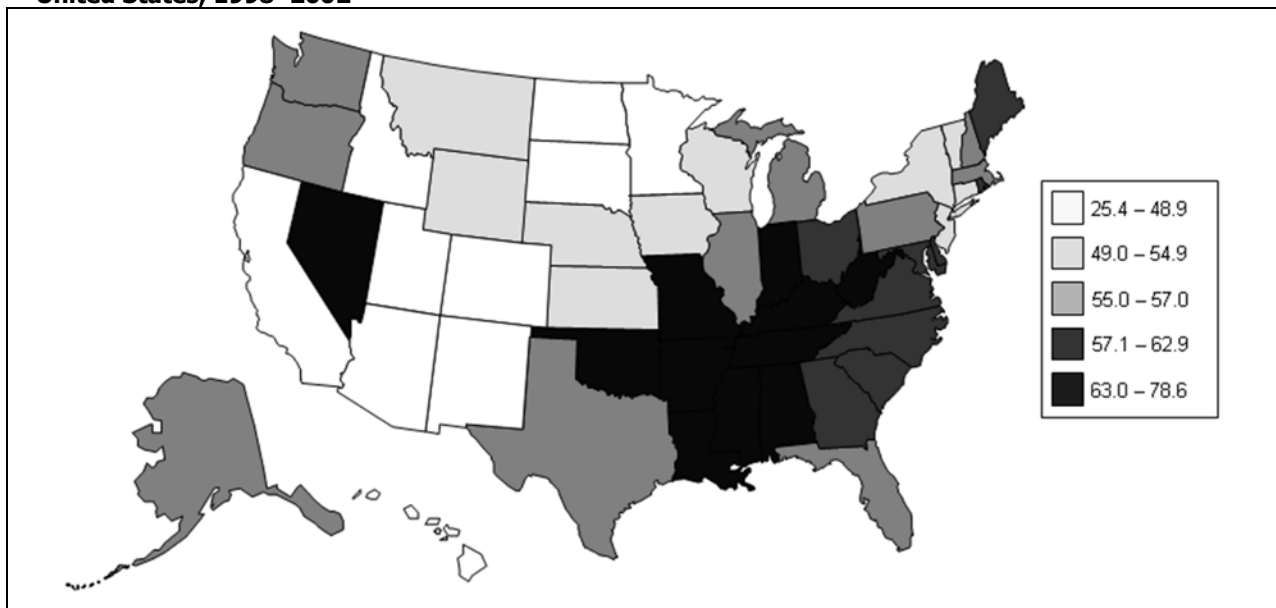 United States, 1998–2002
25.4 – 48.9
49.0 – 54.9
55.0 – 57.0
57.1 – 62.9
63.0 – 78.6